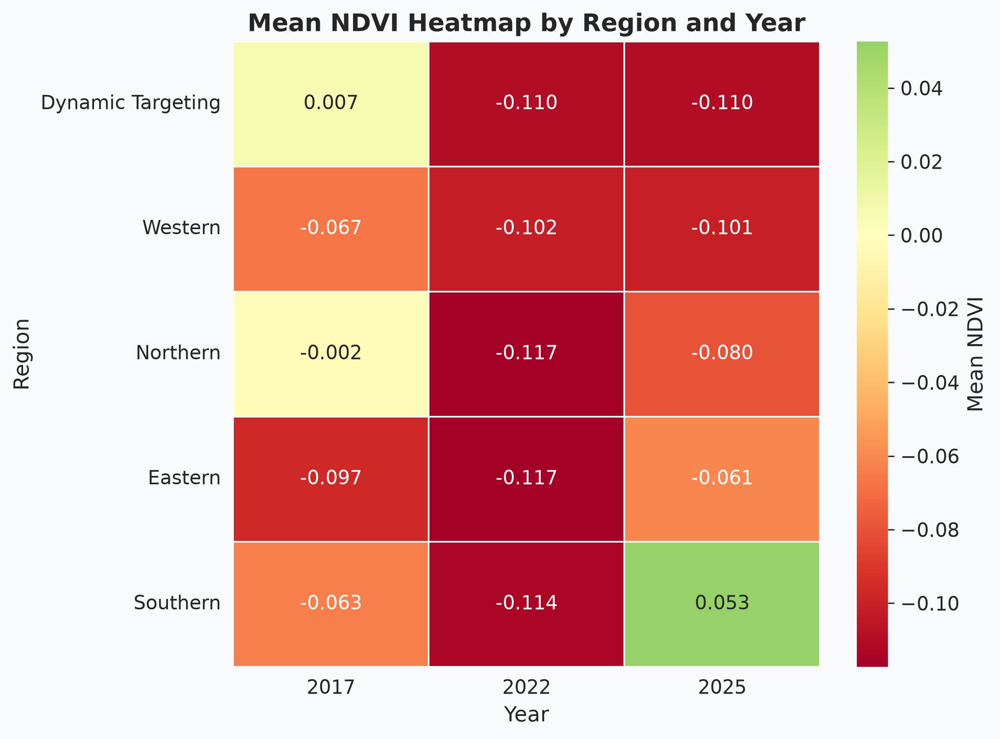 Mean NDVI Heatmap by Region and Year
Region
Dynamic Targeting 0.007 -0.110 -0.110
Western -0.067 -0.102 -0.101
Northern -0.002 -0.117 -0.080
Eastern -0.097 -0.117 -0.061
Southern -0.063 -0.114 0.053
2017 2022 2025
Year
0.04
0.02
0.00
−0.02
−0.04
−0.06
−0.08
−0.10
Mean NDVI